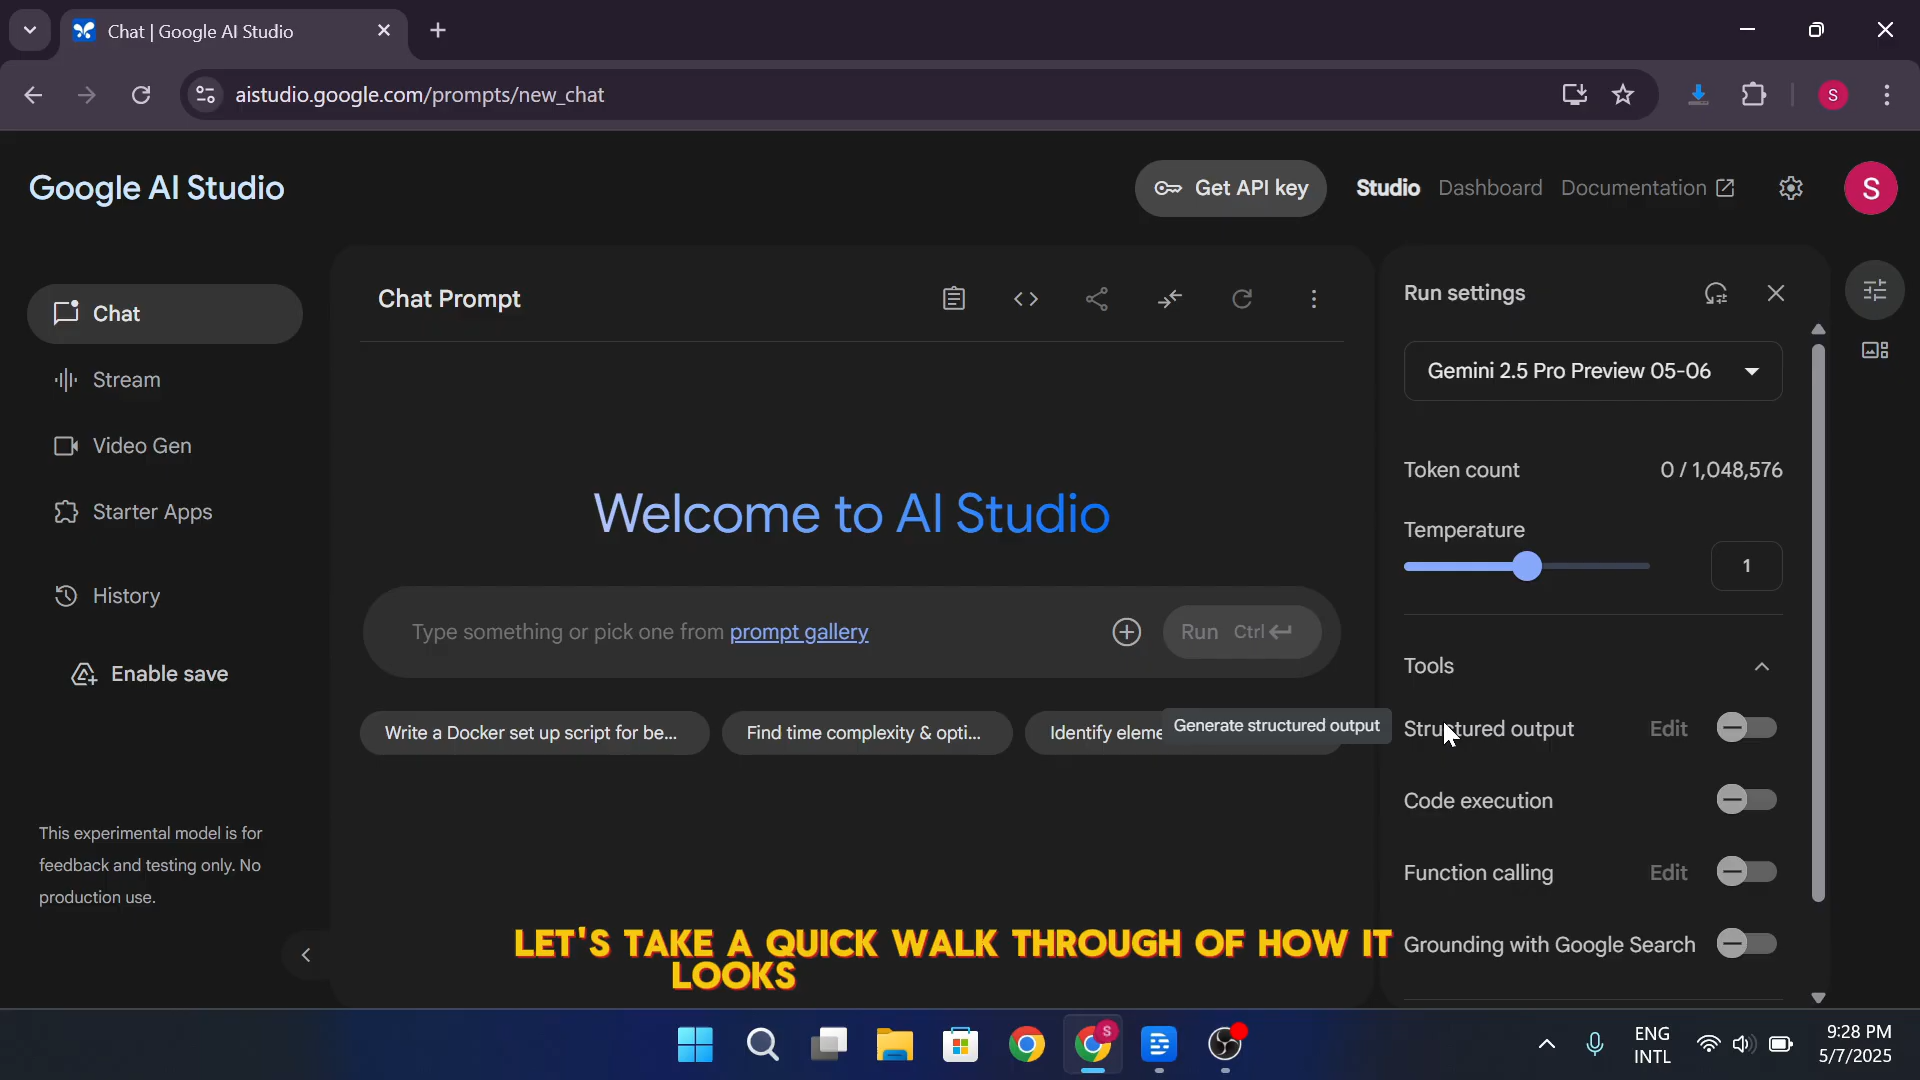 Chat | Google AI Studio
aistudio.google.com/prompts/new_chat
S
Google AI Studio
Get API key
Studio
Dashboard
Documentation
S
Chat
Stream
Video Gen
Starter Apps
History
Enable save
This experimental model is for
feedback and testing only. No
production use.
Chat Prompt
Welcome to AI Studio
Type something or pick one from prompt gallery
Run Ctrl
Write a Docker set up script for be...
Find time complexity & opti...
Identify eleme
Generate structured output
Run settings
Gemini 2.5 Pro Preview 05-06
Token count
0 / 1,048,576
Temperature
1
Tools
Structured output
Edit
Code execution
Function calling
Edit
Grounding with Google Search
LET'S TAKE A QUICK WALK THROUGH OF HOW IT
LOOKS
S
ENG
INTL
9:28 PM
5/7/2025